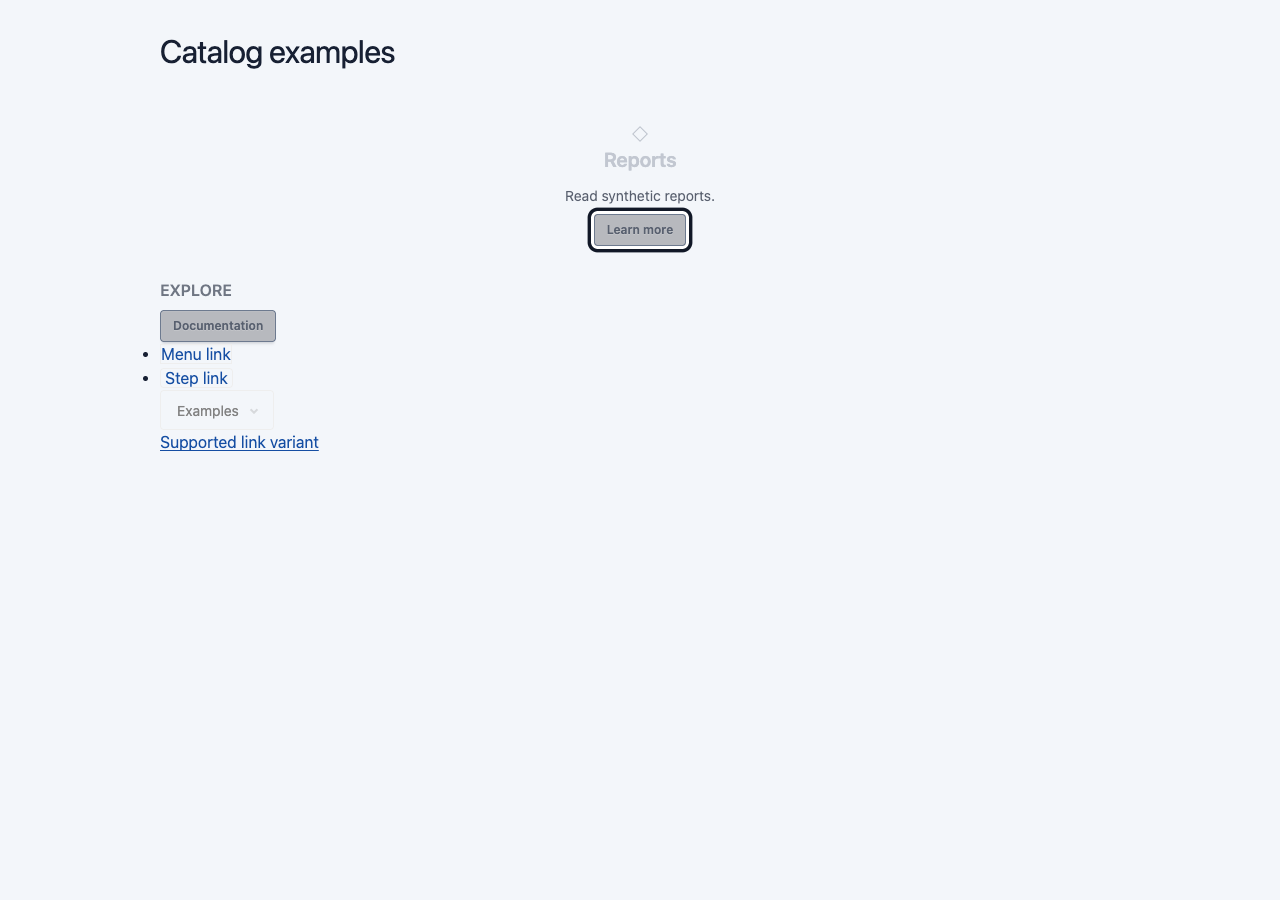 Catalog examples
Reports
Read synthetic reports.
Learn more
EXPLORE
Documentation
Menu link
Step link
Examples
Supported link variant